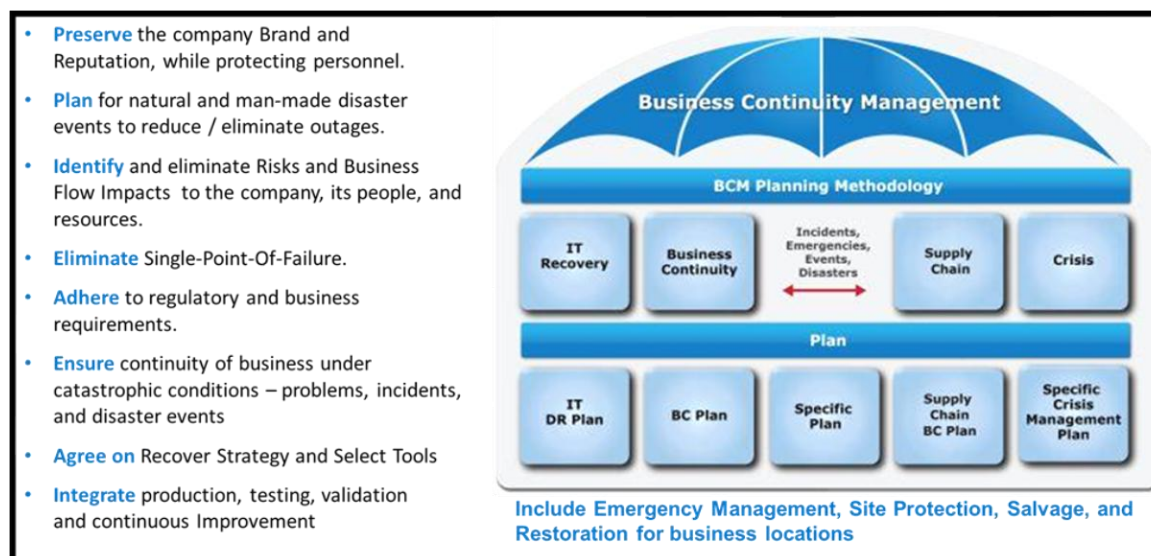 • Preserve the company Brand and
Reputation, while protecting personnel.
• Plan for natural and man-made disaster
events to reduce / eliminate outages.
• Identify and eliminate Risks and Business
Flow Impacts to the company, its people, and
resources.
• Eliminate Single-Point-Of-Failure.
• Adhere to regulatory and business
requirements.
• Ensure continuity of business under
catastrophic conditions – problems, incidents,
and disaster events
• Agree on Recover Strategy and Select Tools
• Integrate production, testing, validation
and continuous Improvement
Business Continuity Management
BCM Planning Methodology
IT
Recovery
Business
Continuity
Incidents,
Emergencies,
Events,
Disasters
Supply
Chain
Crisis
Plan
IT
DR Plan
BC Plan
Specific
Plan
Supply
Chain
BC Plan
Specific
Crisis
Management
Plan
Include Emergency Management, Site Protection, Salvage, and
Restoration for business locations